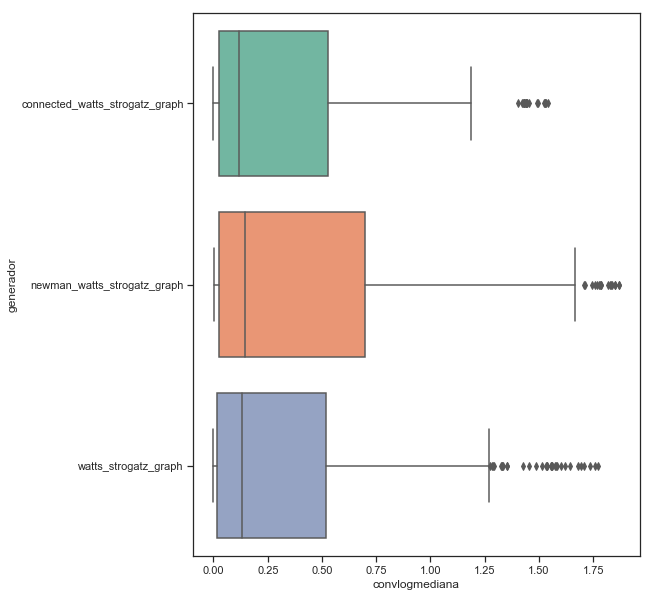 connected_watts_strogatz_graph
newman_watts_strogatz_graph
watts_strogatz_graph
generador
0.00 0.25 0.50 0.75 1.00 1.25 1.50 1.75
convlogmediana